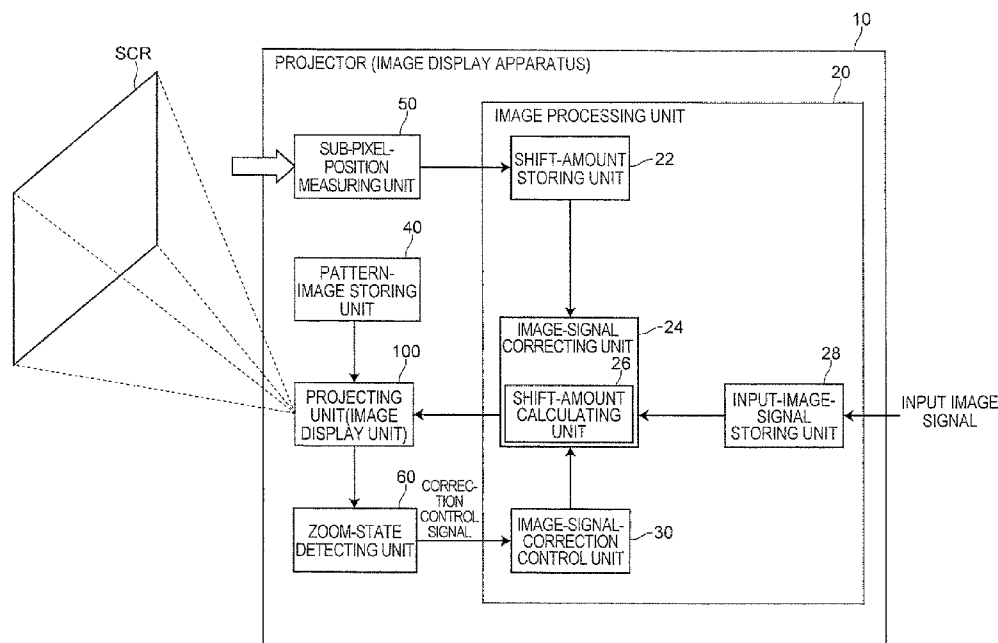 10
SCR
PROJECTOR (IMAGE DISPLAY APPARATUS)
20
50
IMAGE PROCESSING UNIT
SUB-PIXEL-
POSITION
MEASURING UNIT
SHIFT-AMOUNT
STORING UNIT
22
40
PATTERN-
IMAGE STORING
UNIT
IMAGE-SIGNAL
CORRECTING UNIT
24
26
SHIFT-AMOUNT
CALCULATING
UNIT
100
PROJECTING
UNIT(IMAGE
DISPLAY UNIT)
28
INPUT-IMAGE-
SIGNAL
STORING UNIT
INPUT IMAGE
SIGNAL
60
CORREC-
TION
CONTROL
SIGNAL
ZOOM-STATE
DETECTING UNIT
IMAGE-SIGNAL-
CORRECTION
CONTROL UNIT
30